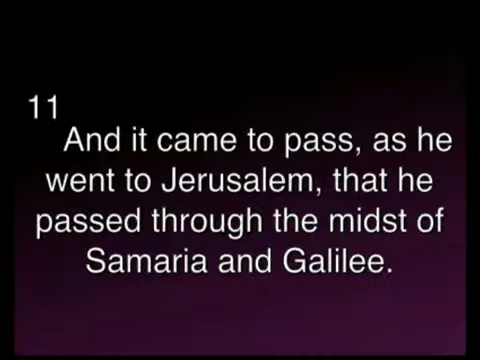 11
And it came to pass, as he
went to Jerusalem, that he
passed through the midst of
Samaria and Galilee.